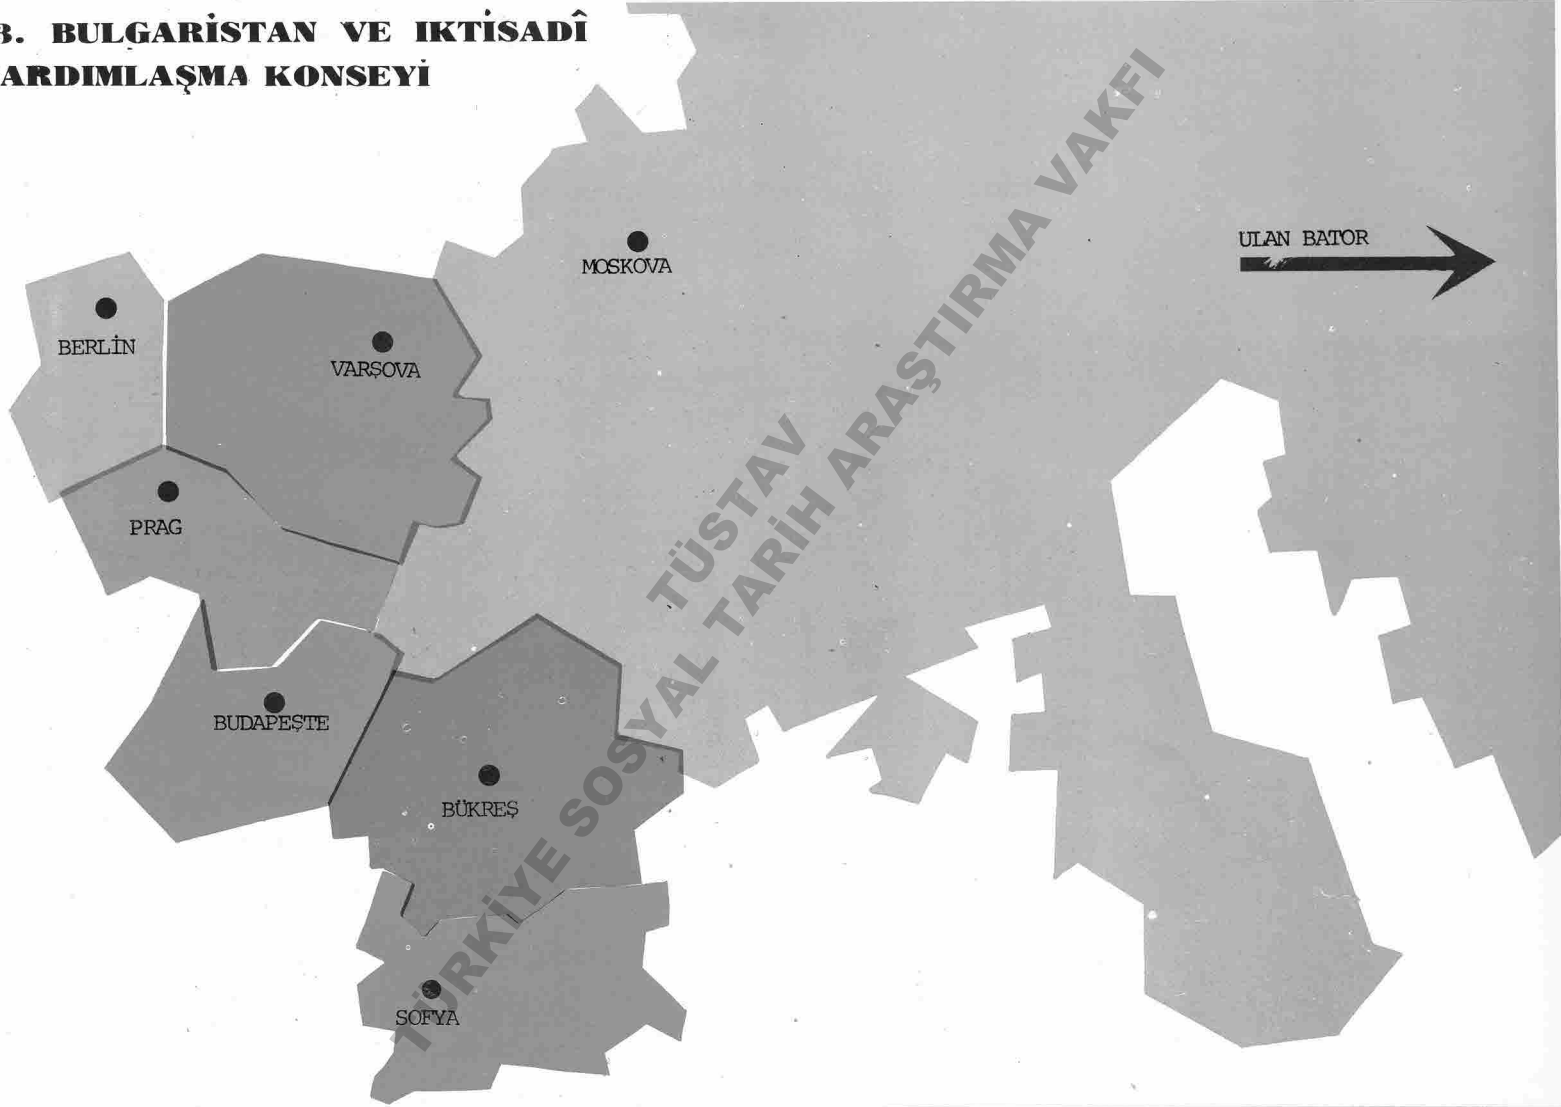 3. BULGARİSTAN VE IKTİSADÎ
ARDIMLAŞMA KONSEYİ
MOSKOVA
ULAN BATOR
BERLİN
VARŞOVA
PRAG
BUDAPEŞTE
BÜKREŞ
SOFYA
TÜSTAV
TÜRKİYE SOSYAL TARİH ARAŞTIRMA VAKFI